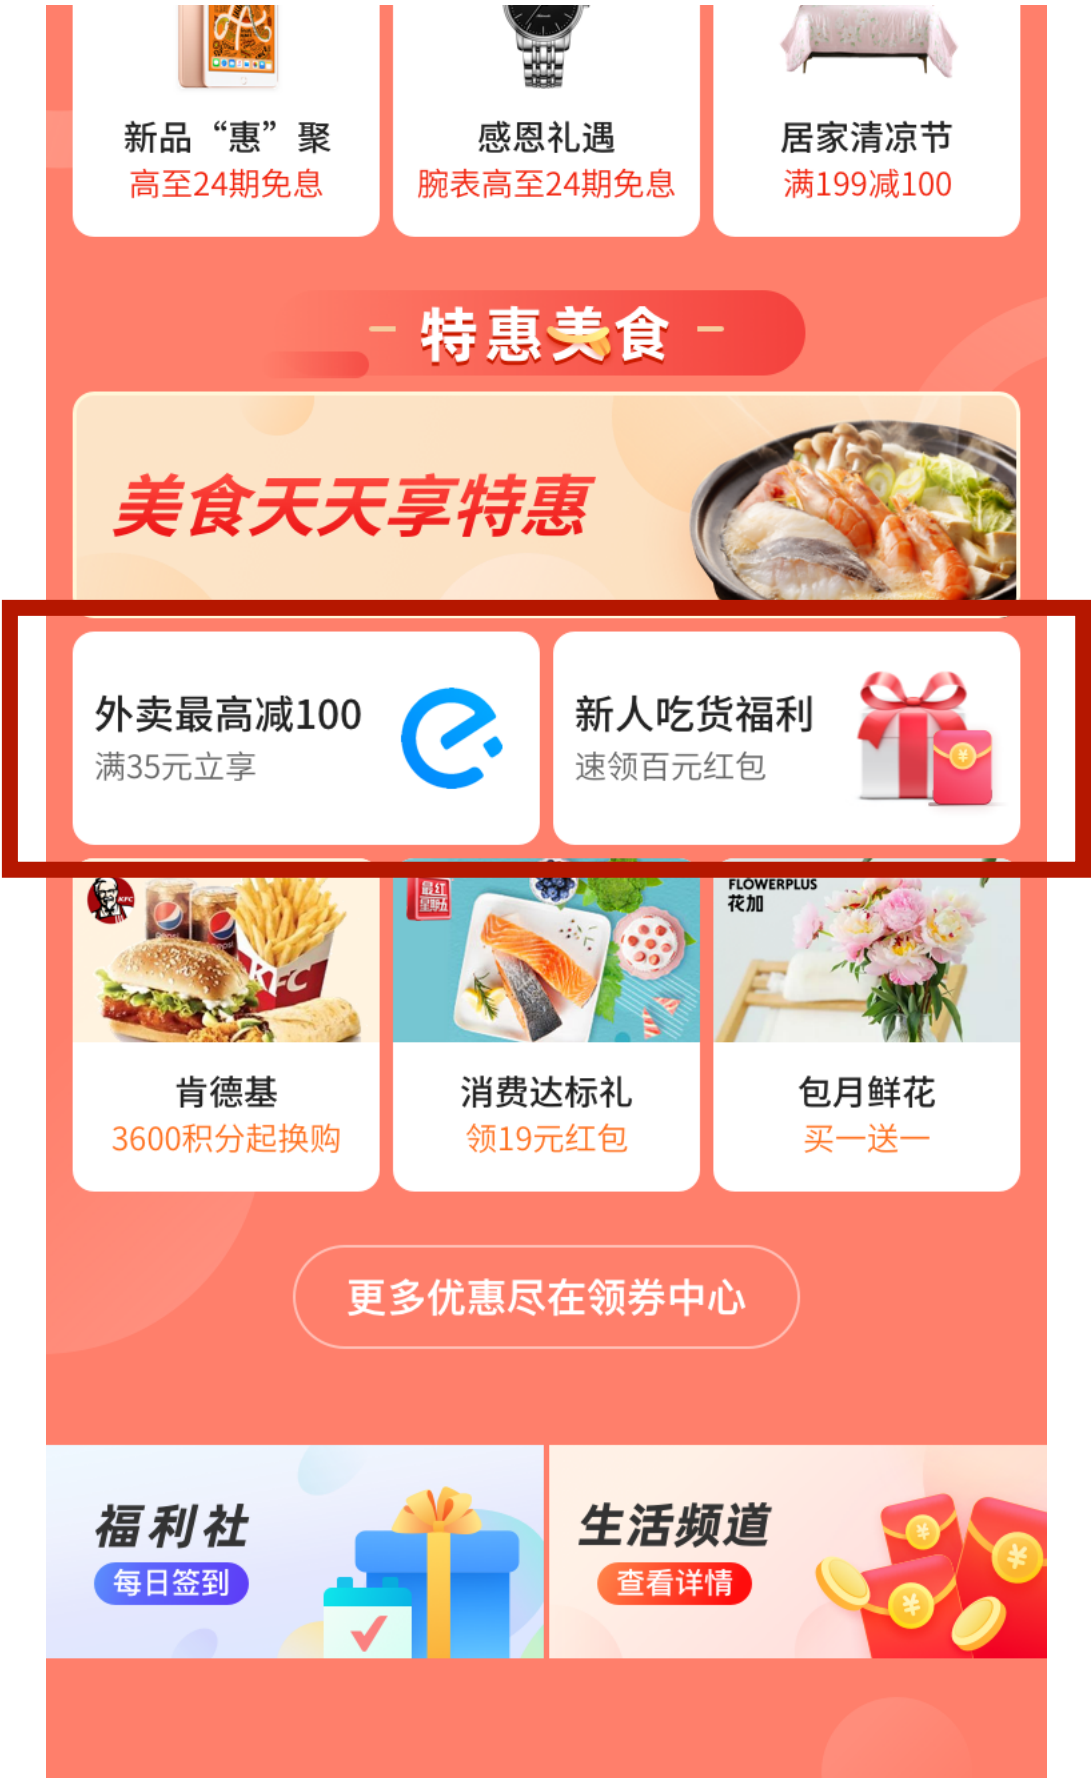 新品“惠”聚
高至24期免息
感恩礼遇
腕表高至24期免息
居家清凉节
满199减100
特惠美食
美食天天享特惠
外卖最高减100
满35元立享
新人吃货福利
速领百元红包
KFC
KFC
肯德基
3600积分起换购
最红
星期五
消费达标礼
领19元红包
FLOWERPLUS
花加
包月鲜花
买一送一
更多优惠尽在领券中心
福利社
每日签到
生活频道
查看详情